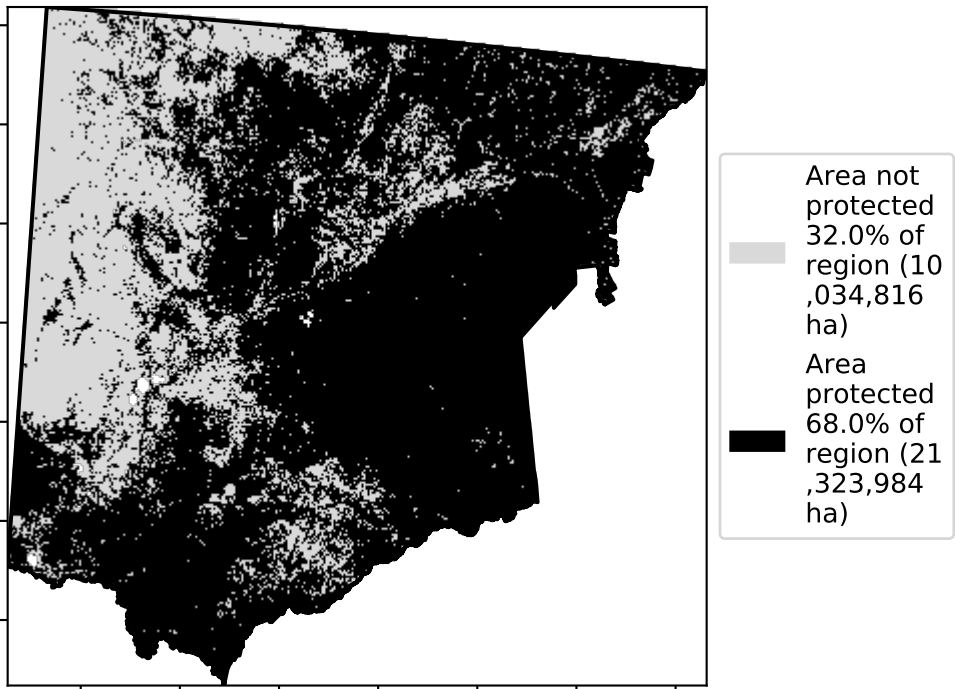 Area not
protected
32.0% of
region (10
,034,816
ha)
Area
protected
68.0% of
region (21
,323,984
ha)